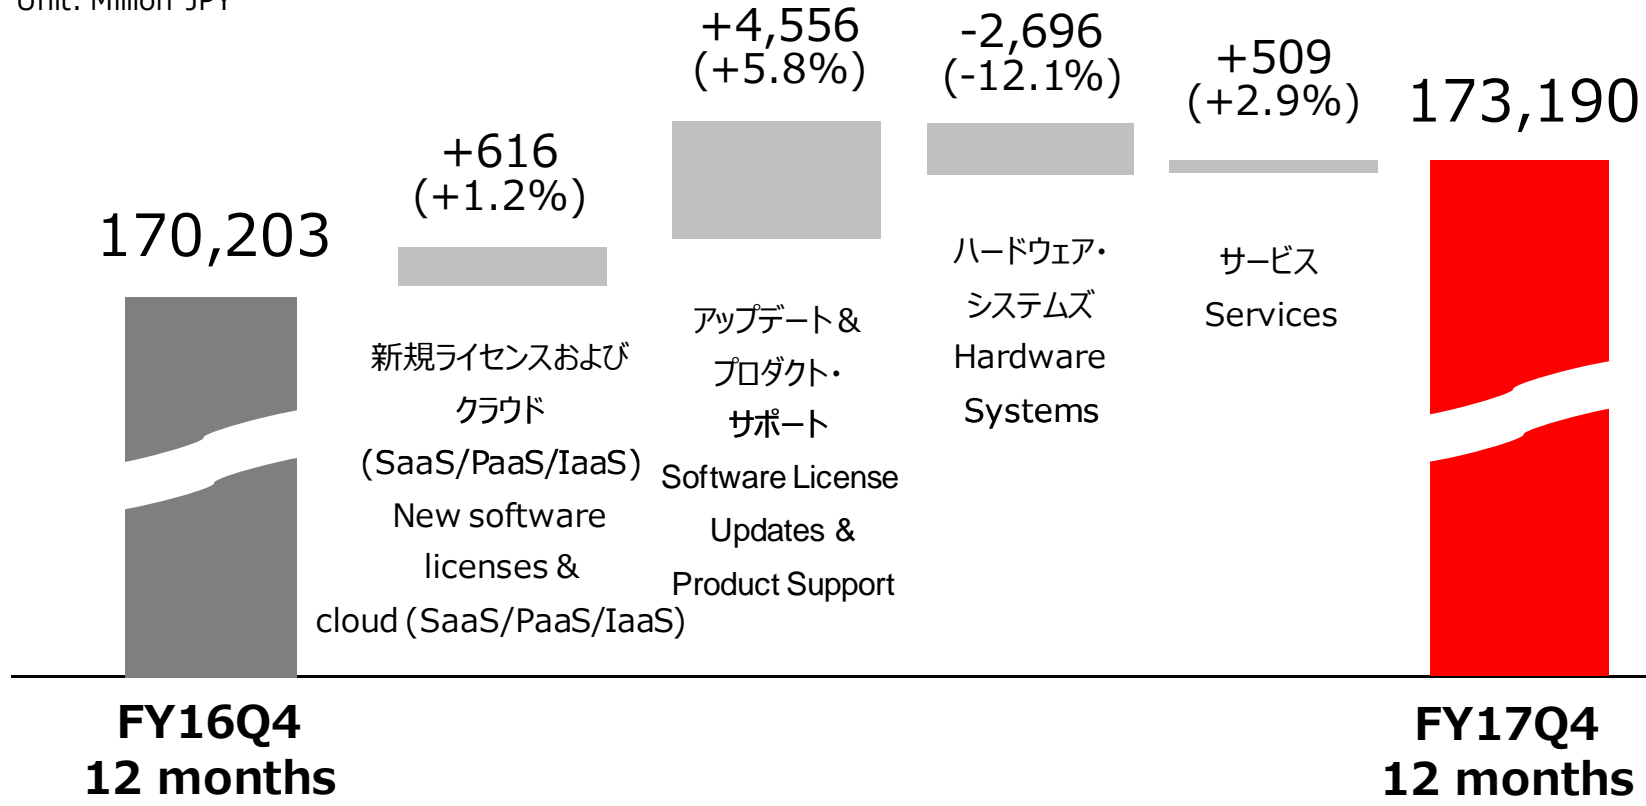 Unit: Million JPY
170,203
+616
(+1.2%)
新規ライセンスおよび
クラウド
(SaaS/PaaS/IaaS)
New software
licenses &
cloud (SaaS/PaaS/IaaS)
+4,556
(+5.8%)
アップデート&
プロダクト・
サポート
Software License
Updates &
Product Support
-2,696
(-12.1%)
ハードウェア・
システムズ
Hardware
Systems
+509
(+2.9%)
サービス
Services
173,190
FY16Q4
12 months
FY17Q4
12 months